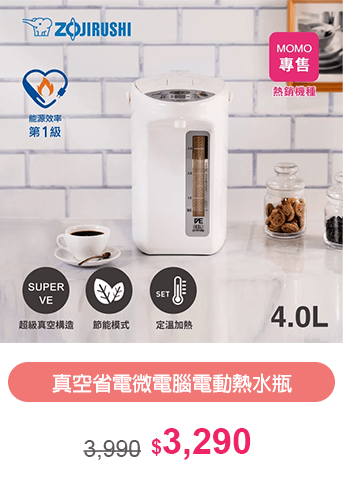 ZOJIRUSHI
MOMO
專售
熱銷機種
能源效率
第1級
VE
SUPER
VE
SET
超級真空構造
節能模式
定溫加熱
4.0L
真空省電微電腦電動熱水瓶
3,990 $3,290